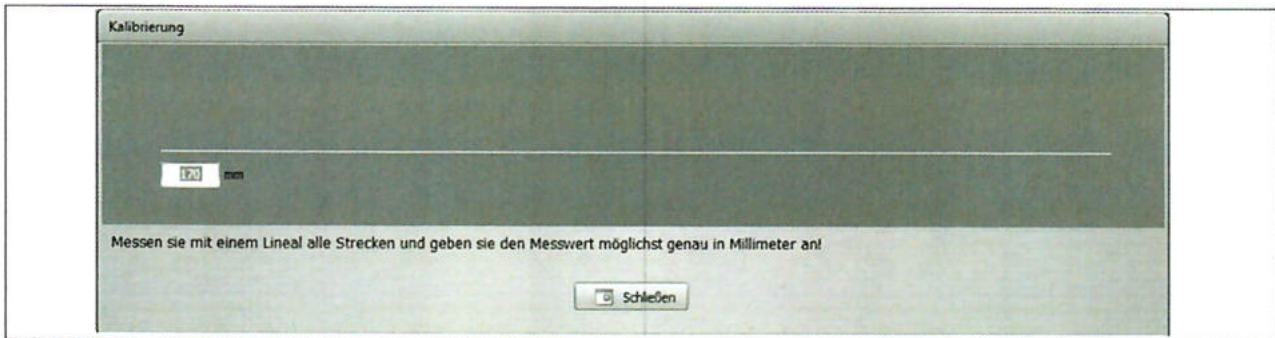 Kalibrierung
170 mm
Messen sie mit einem Lineal alle Strecken und geben sie den Messwert möglichst genau in Millimeter an!
Schließen